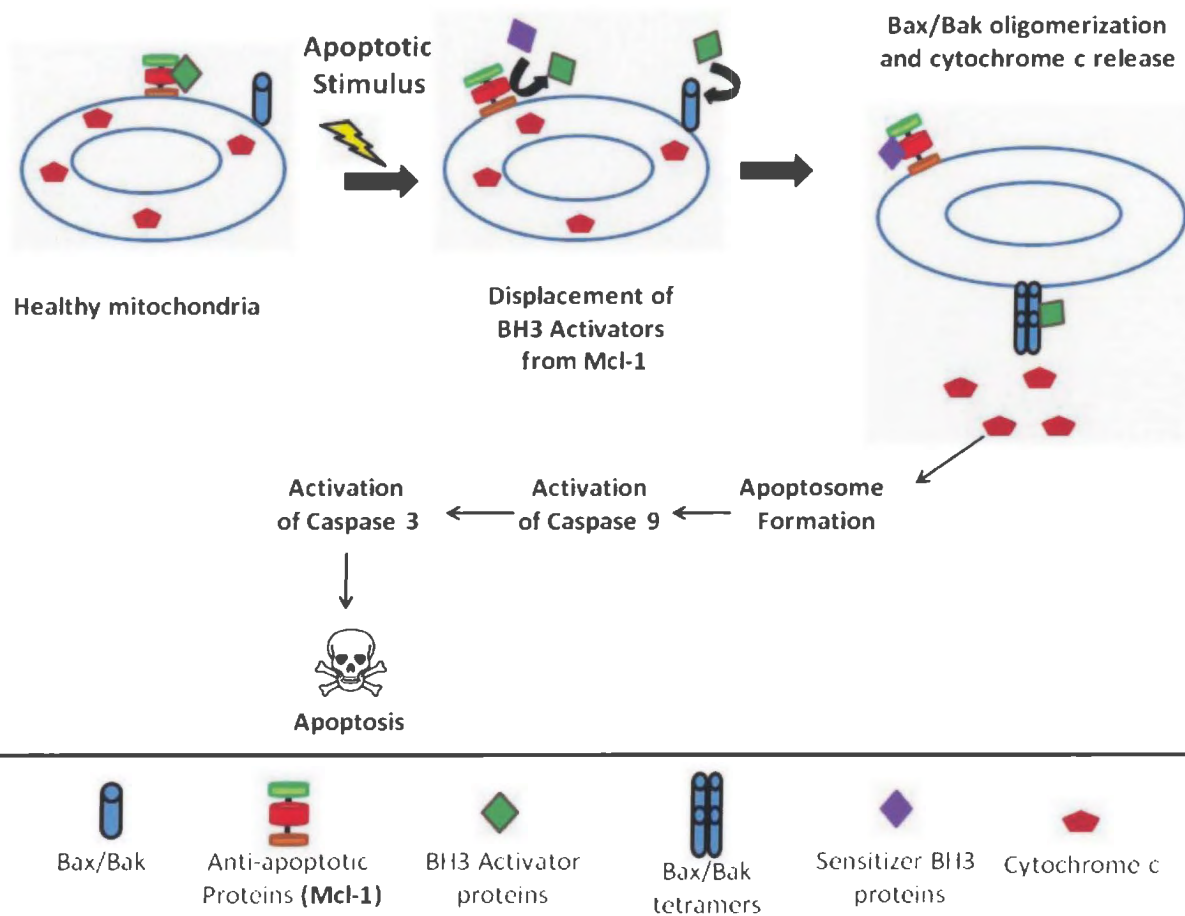 Apoptotic
Stimulus
Bax/Bak oligomerization
and cytochrome c release
Healthy mitochondria
Displacement of
BH3 Activators
from Mcl-1
Activation
of Caspase 3
Activation
of Caspase 9
Apoptosome
Formation
Apoptosis
Bax/Bak
Anti-apoptotic
Proteins (Mcl-1)
BH3 Activator
proteins
Bax/Bak
tetramers
Sensitizer BH3
proteins
Cytochrome c